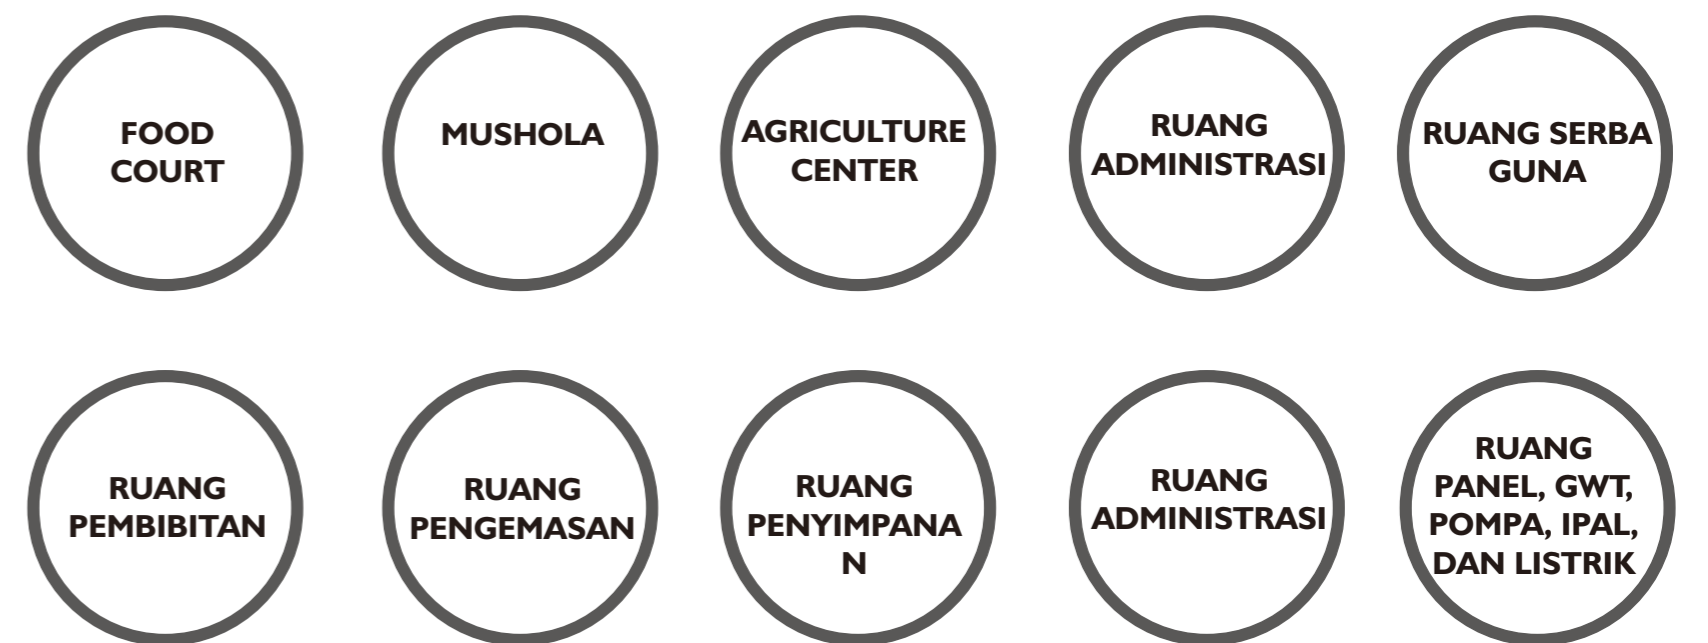 FOOD
COURT
MUSHOLA
AGRICULTURE
CENTER
RUANG
ADMINISTRASI
RUANG SERBA
GUNA
RUANG
PEMBIBITAN
RUANG
PENGEMASAN
RUANG
PENYIMPANA
N
RUANG
ADMINISTRASI
RUANG
PANEL, GWT,
POMPA, IPAL,
DAN LISTRIK